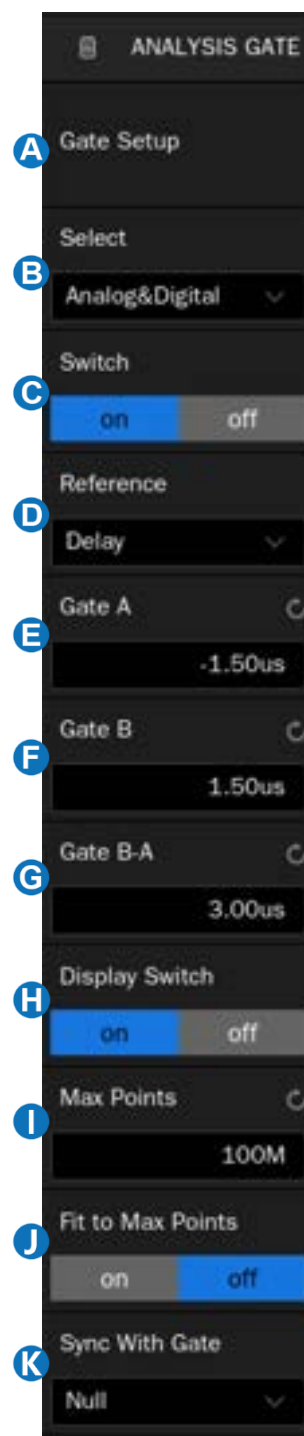 ANALYSIS GATE
A Gate Setup
Select
B
Analog&Digital
Switch
C
on off
Reference
D
Delay
Gate A
E
-1.50us
Gate B
F
1.50us
Gate B-A
G
3.00us
Display Switch
H
on off
Max Points
I
100M
Fit to Max Points
J
on off
Sync With Gate
K
Null